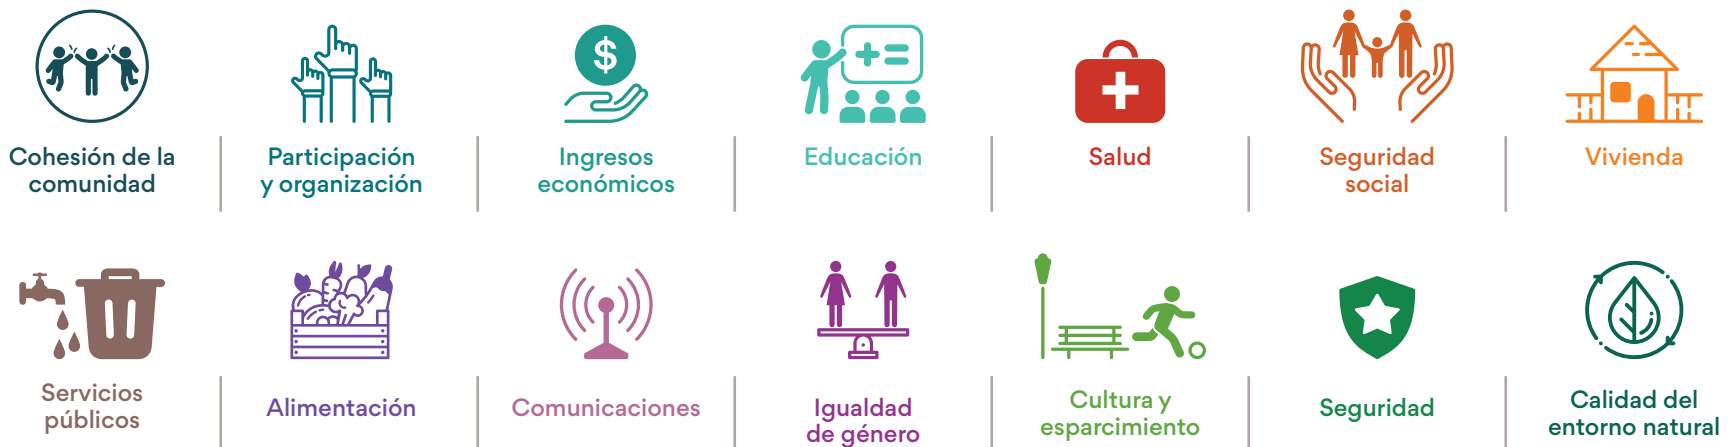 $
Cohesión de la
comunidad
Participación
y organización
Ingresos
económicos
Educación
Salud
Seguridad
social
Vivienda
Servicios
públicos
Alimentación
Comunicaciones
Igualdad
de género
Cultura y
esparcimiento
Seguridad
Calidad del
entorno natural